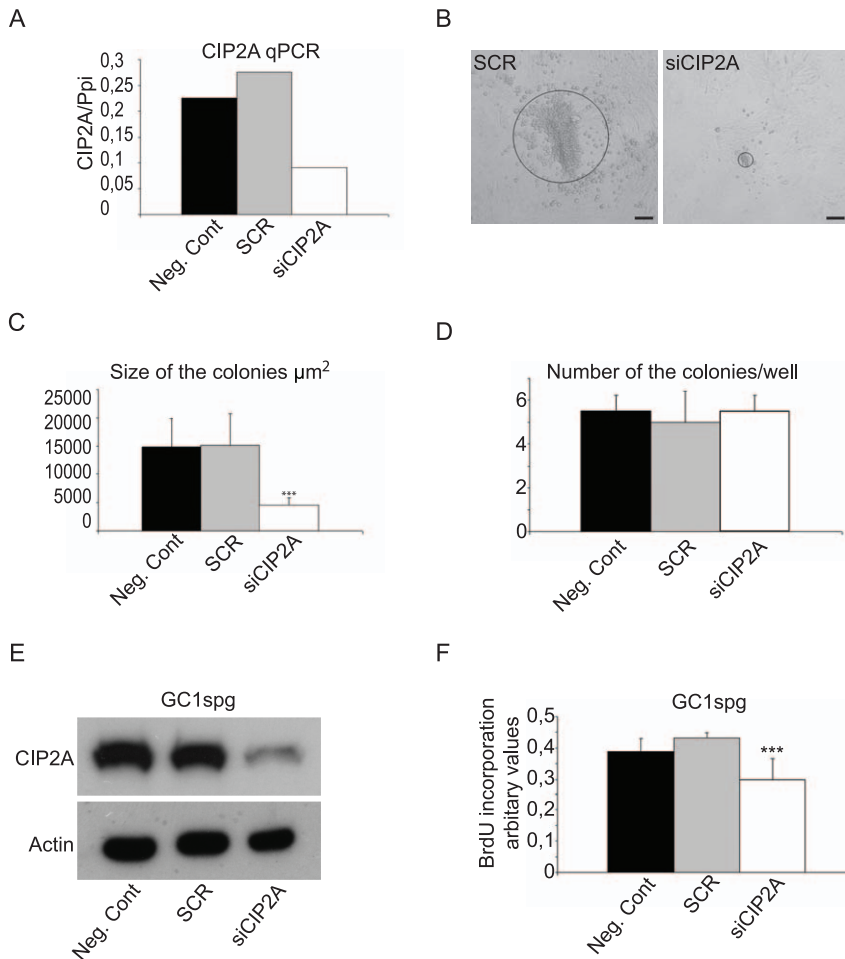 A
CIP2A qPCR
CIP2A/Ppi
0,3
0,25
0,2
0,15
0,1
0,05
0
Neg. Cont
SCR
siCIP2A
B
SCR
siCIP2A
C
Size of the colonies µm²
25000
20000
15000
10000
5000
0
***
Neg. Cont
SCR
siCIP2A
D
Number of the colonies/well
6
4
2
0
Neg. Cont
SCR
siCIP2A
E
GC1spg
CIP2A
Actin
Neg. Cont
SCR
siCIP2A
F
GC1spg
BrdU incorporation
arbitary values
0,5
0,4
0,3
0,2
0,1
0
***
Neg. Cont
SCR
siCIP2A